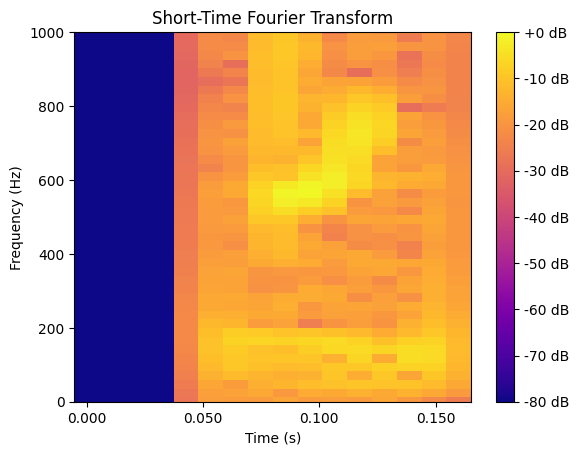 Short-Time Fourier Transform
1000
800
600
400
200
0
Frequency (Hz)
0.000
0.050
0.100
0.150
Time (s)
+0 dB
-10 dB
-20 dB
-30 dB
-40 dB
-50 dB
-60 dB
-70 dB
-80 dB